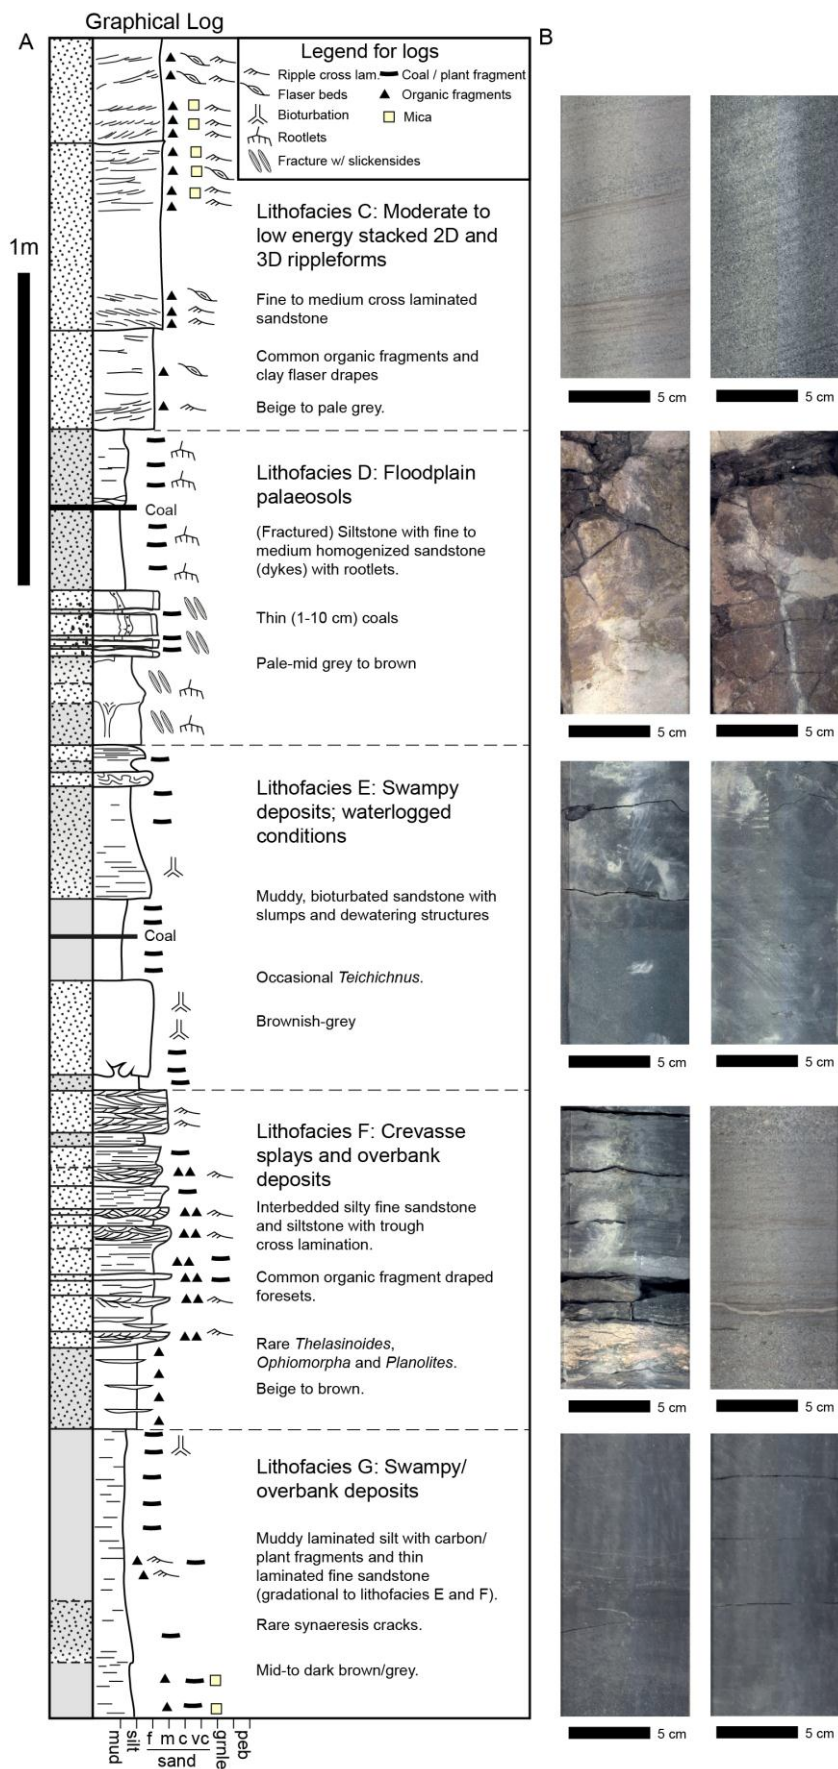 Graphical Log
A
B
Legend for logs
Ripple cross lam.
Coal / plant fragment
Flaser beds
Organic fragments
Bioturbation
Mica
Rootlets
Fracture w/ slickensides
1m
Lithofacies C: Moderate to
low energy stacked 2D and
3D rippleforms
Fine to medium cross laminated
sandstone
Common organic fragments and
clay flaser drapes
Beige to pale grey.
5 cm
5 cm
Lithofacies D: Floodplain
palaeosols
Coal
(Fractured) Siltstone with fine to
medium homogenized sandstone
(dykes) with rootlets.
Thin (1-10 cm) coals
Pale-mid grey to brown
5 cm
5 cm
Lithofacies E: Swampy
deposits; waterlogged
conditions
Muddy, bioturbated sandstone with
slumps and dewatering structures
Coal
Occasional Teichichnus.
Brownish-grey
5 cm
5 cm
Lithofacies F: Crevasse
splays and overbank
deposits
Interbedded silty fine sandstone
and siltstone with trough
cross lamination.
Common organic fragment draped
foresets.
Rare Thelasinoides,
Ophiomorpha and Planolites.
Beige to brown.
5 cm
5 cm
Lithofacies G: Swampy/
overbank deposits
Muddy laminated silt with carbon/
plant fragments and thin
laminated fine sandstone
(gradational to lithofacies E and F).
Rare synaeresis cracks.
Mid-to dark brown/grey.
5 cm
5 cm
mud silt f m c vc grnle peb
sand